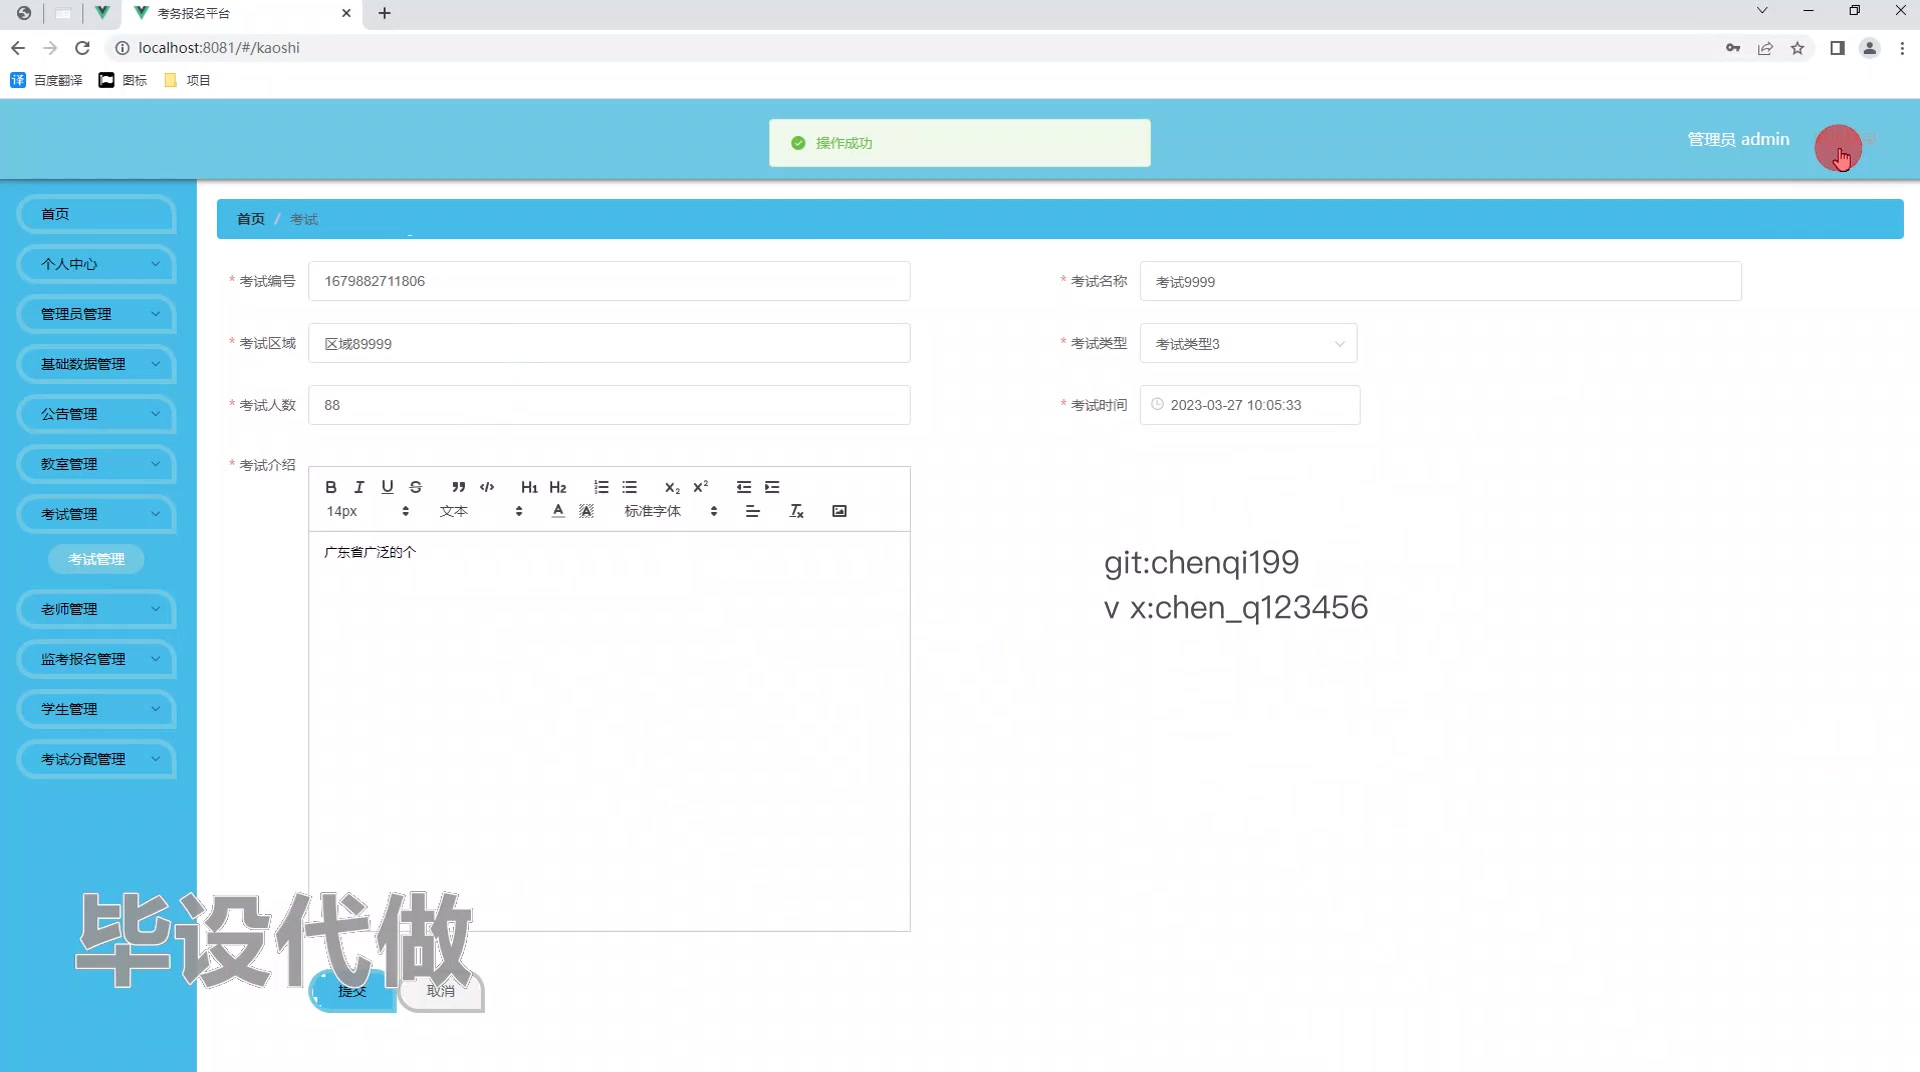 考务报名平台
localhost:8081/#/kaoshi
百度翻译 图标 项目
操作成功
管理员 admin
首页
个人中心
管理员管理
基础数据管理
公告管理
教室管理
考试管理
考试管理
老师管理
监考报名管理
学生管理
考试分配管理
首页 / 考试
* 考试编号 1679882711806
* 考试名称 考试9999
* 考试区域 区域89999
* 考试类型 考试类型3
* 考试人数 88
* 考试时间 2023-03-27 10:05:33
* 考试介绍
14px 文本 标准字体
广东省广泛的个
git:chenqi199
v x:chen_q123456
毕设代做
提交 取消